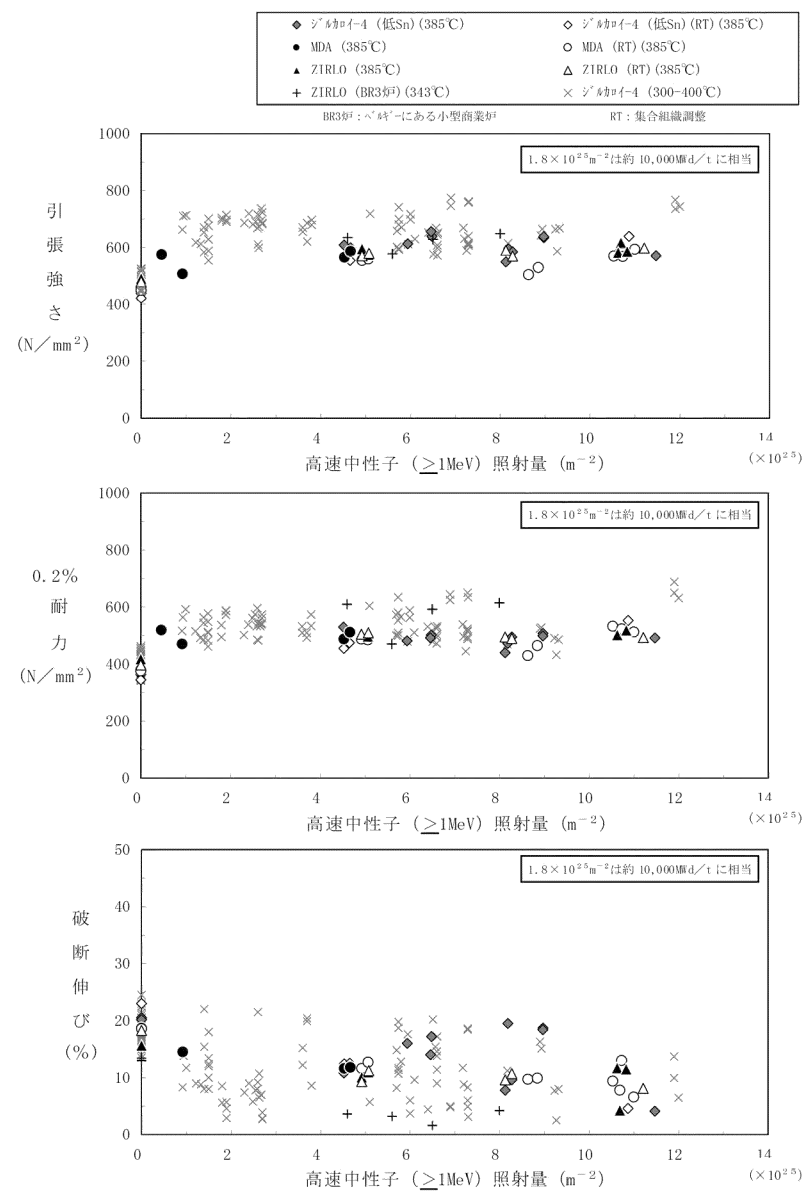 ｼﾞﾙｶﾛｲ-4 (低Sn)(385℃)
ｼﾞﾙｶﾛｲ-4 (低Sn)(RT)(385℃)
MDA (385℃)
MDA (RT)(385℃)
ZIRLO (385℃)
ZIRLO (RT)(385℃)
ZIRLO (BR3炉)(343℃)
ｼﾞﾙｶﾛｲ-4 (300-400℃)
BR3炉：ﾍﾞﾙｷﾞｰにある小型商業炉
RT：集合組織調整
1.8×10²⁵m⁻²は約 10,000MWd／t に相当
引張強さ
(N／mm²)
1000
800
600
400
200
0
0 2 4 6 8 10 12 14
高速中性子 (≥1MeV) 照射量 (m⁻²)
(×10²⁵)
1.8×10²⁵m⁻²は約 10,000MWd／t に相当
0.2%
耐力
(N／mm²)
1000
800
600
400
200
0
0 2 4 6 8 10 12 14
高速中性子 (≥1MeV) 照射量 (m⁻²)
(×10²⁵)
1.8×10²⁵m⁻²は約 10,000MWd／t に相当
破断伸び
(%)
50
40
30
20
10
0
0 2 4 6 8 10 12 14
高速中性子 (≥1MeV) 照射量 (m⁻²)
(×10²⁵)